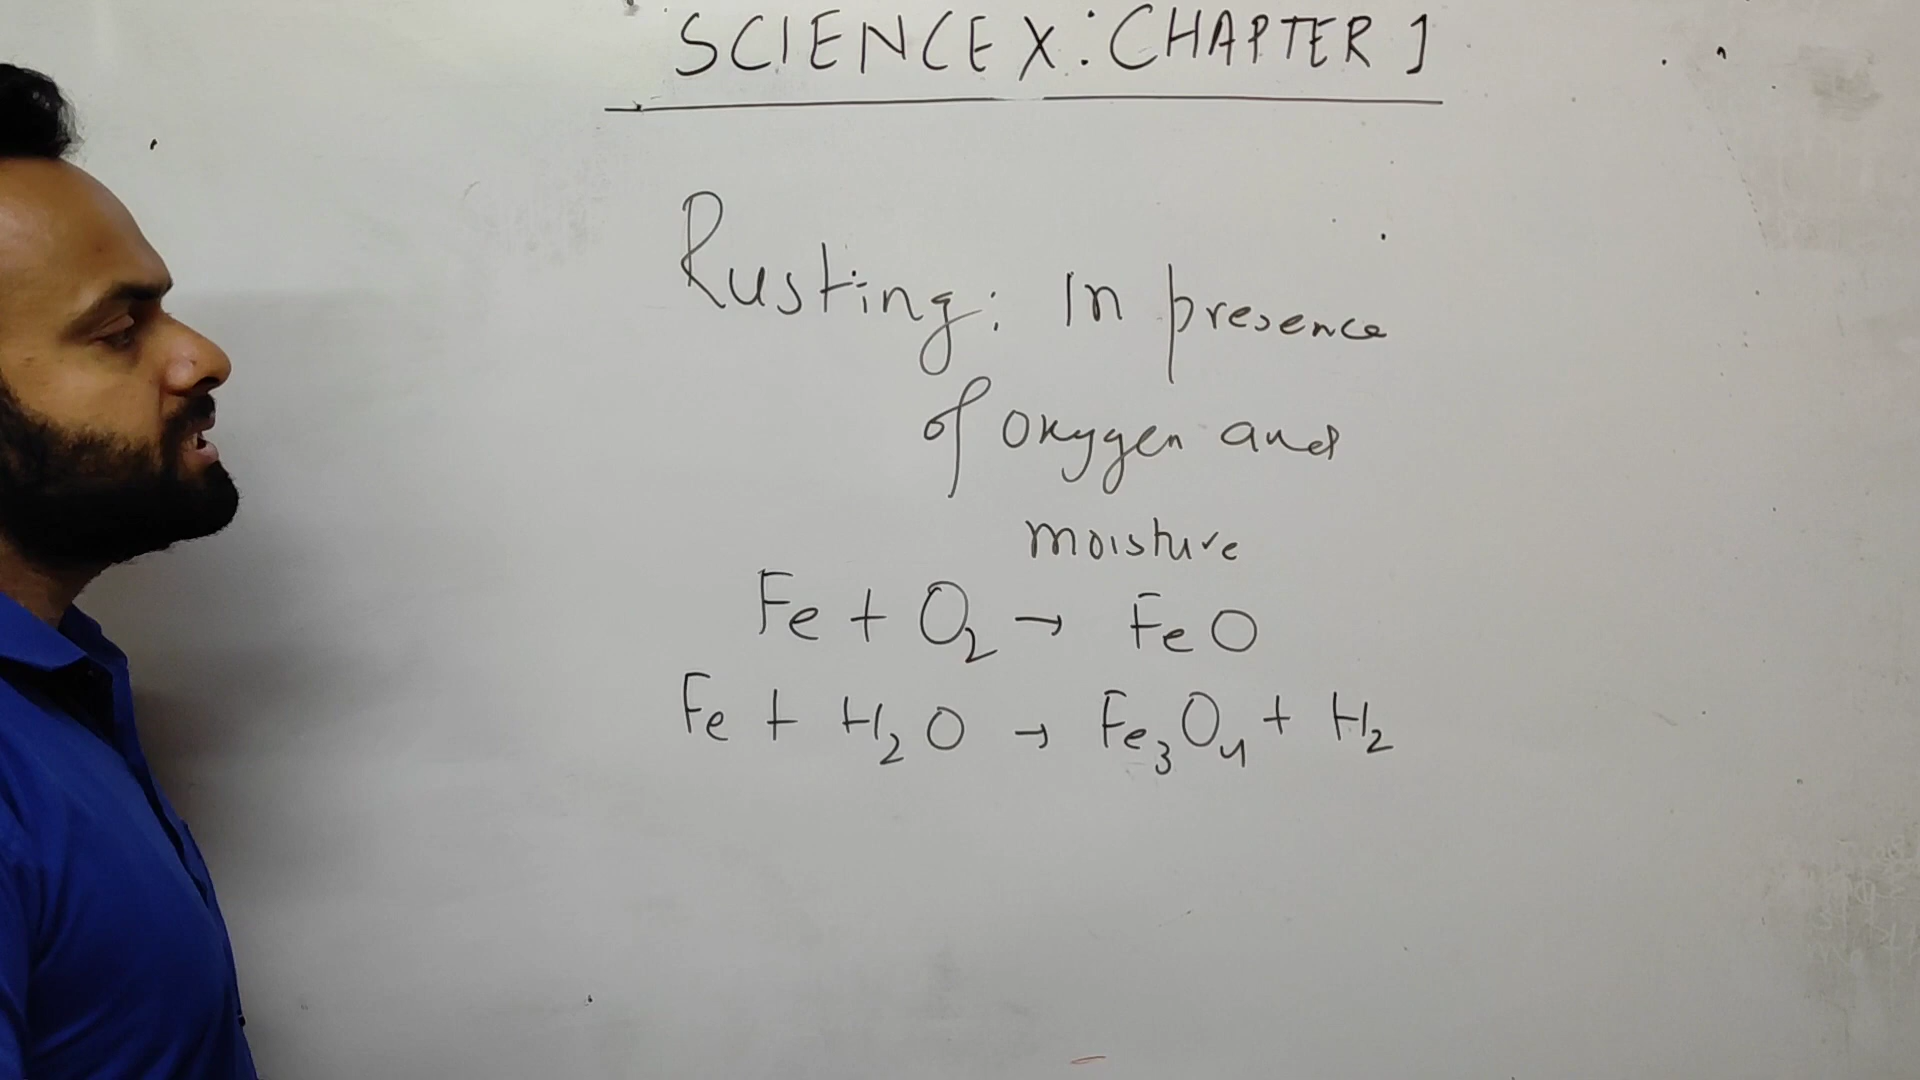 SCIENCE X: CHAPTER 1
Rusting: In presence
of oxygen and
moisture
Fe + O₂ → FeO
Fe + H₂O → Fe₃O₄ + H₂